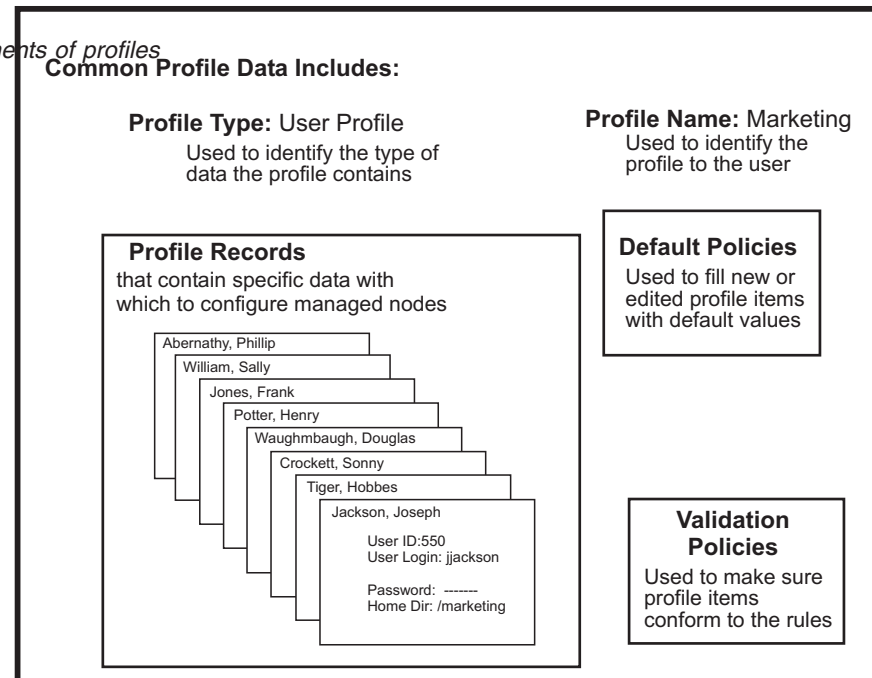 of profiles
Common Profile Data Includes:
Profile Type: User Profile
Used to identify the type of
data the profile contains
Profile Name: Marketing
Used to identify the
profile to the user
Profile Records
that contain specific data with
which to configure managed nodes
Abernathy, Phillip
William, Sally
Jones, Frank
Potter, Henry
Waughmbaugh, Douglas
Crockett, Sonny
Tiger, Hobbes
Jackson, Joseph
User ID:550
User Login: jjackson
Password: -------
Home Dir: /marketing
Default Policies
Used to fill new or
edited profile items
with default values
Validation
Policies
Used to make sure
profile items
conform to the rules